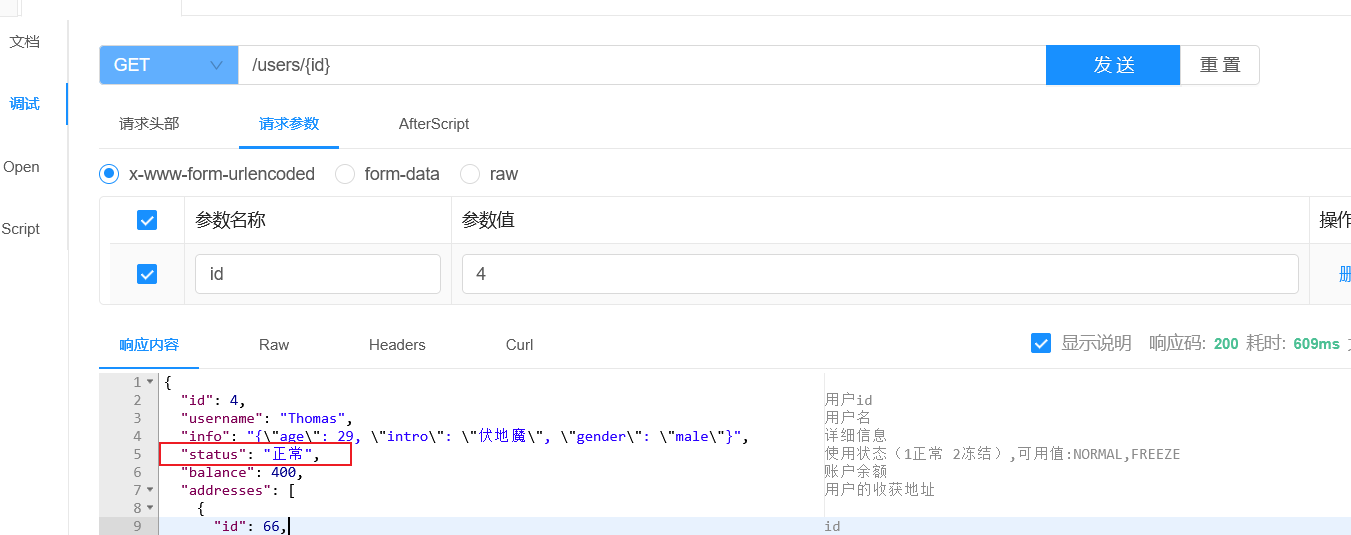 文档
调试
Open
Script
GET /users/{id} 发 送 重 置
请求头部 请求参数 AfterScript
x-www-form-urlencoded form-data raw
参数名称 参数值 操作
id 4 删
响应内容 Raw Headers Curl 显示说明 响应码: 200 耗时: 609ms
1 {
2 "id": 4, 用户id
3 "username": "Thomas", 用户名
4 "info": "{\"age\": 29, \"intro\": \"伏地魔\", \"gender\": \"male\"}", 详细信息
5 "status": "正常", 使用状态（1正常 2冻结）,可用值:NORMAL,FREEZE
6 "balance": 400, 账户余额
7 "addresses": [ 用户的收获地址
8 {
9 "id": 66, id